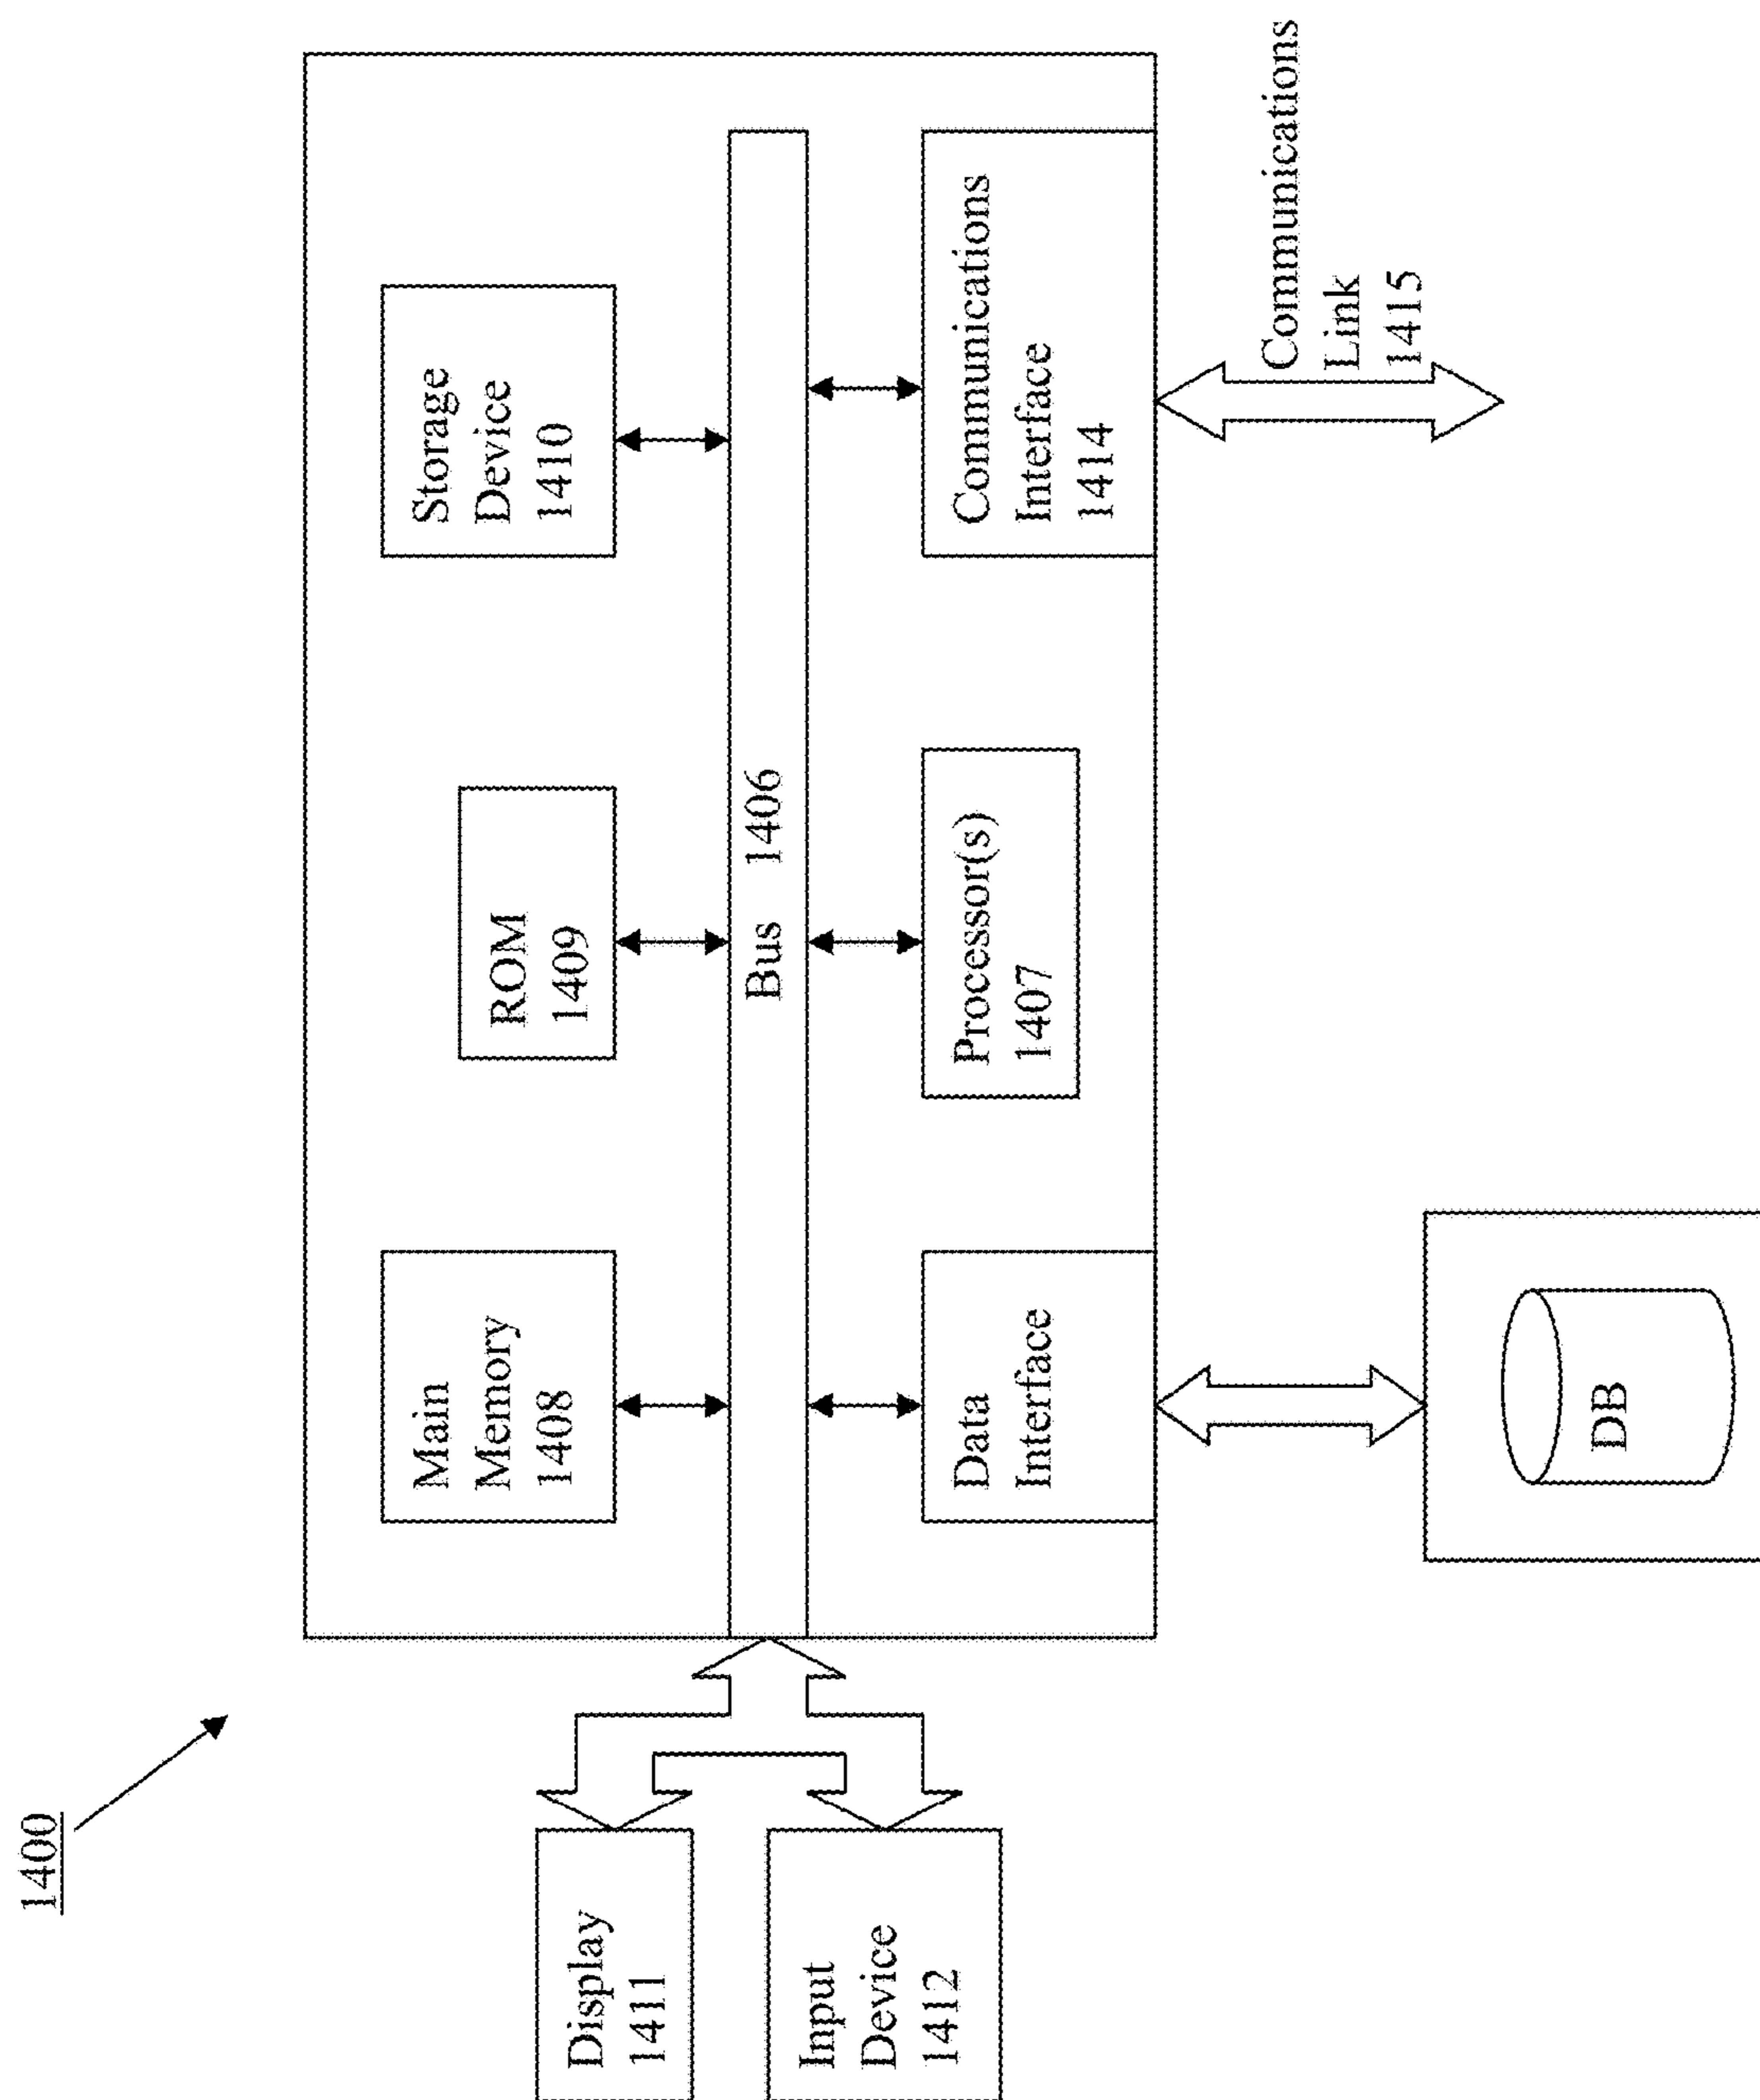 1400
Display
1411
Input
Device
1412
Main
Memory
1408
ROM
1409
Storage
Device
1410
Bus 1406
Data
Interface
Processor(s)
1407
Communications
Interface
1414
DB
Communications
Link
1415